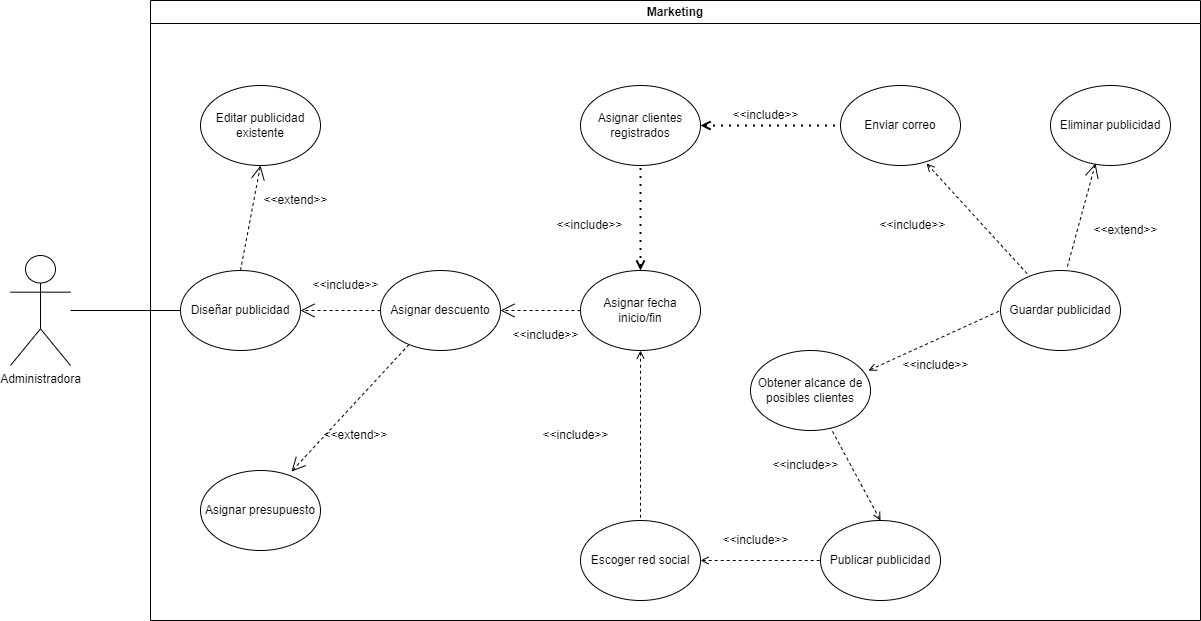 Marketing
Editar publicidad
existente
Asignar clientes
registrados
<<include>>
Enviar correo
Eliminar publicidad
<<extend>>
<<include>>
<<include>>
<<extend>>
Administradora
Diseñar publicidad
<<include>>
Asignar descuento
<<include>>
Asignar fecha
inicio/fin
Guardar publicidad
<<include>>
Obtener alcance de
posibles clientes
<<extend>>
<<include>>
<<include>>
Asignar presupuesto
Escoger red social
<<include>>
Publicar publicidad